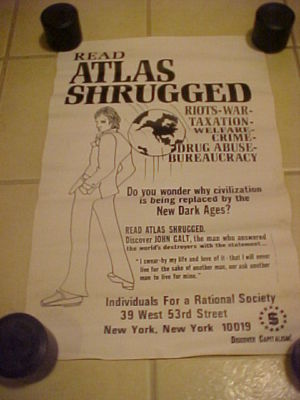 READ
ATLAS
SHRUGGED
RIOTS-WAR-
TAXATION-
WELFARE-
CRIME-
DRUG ABUSE-
BUREAUCRACY
Do you wonder why civilization
is being replaced by the
New Dark Ages?
READ ATLAS SHRUGGED.
Discover JOHN GALT, the man who answered
the world's destroyers with the statement...
"I swear-by my life and love of it-that I will never
live for the sake of another man, nor ask another
man to live for mine."
Individuals For a Rational Society
39 West 53rd Street
New York, New York 10019
$
DISCOVER CAPITALISM!